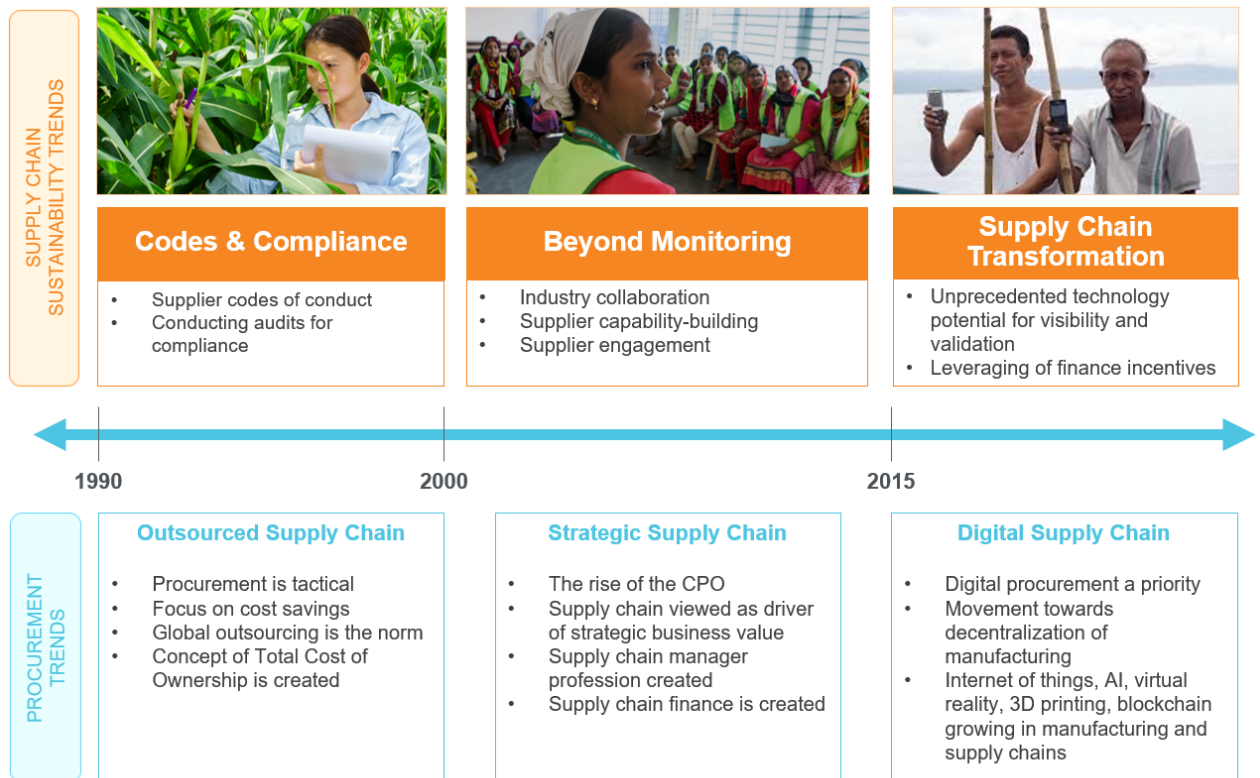 SUPPLY CHAIN
SUSTAINABILITY TRENDS
Codes & Compliance
• Supplier codes of conduct
• Conducting audits for
compliance
Beyond Monitoring
• Industry collaboration
• Supplier capability-building
• Supplier engagement
Supply Chain
Transformation
• Unprecedented technology
potential for visibility and
validation
• Leveraging of finance incentives
1990
2000
2015
PROCUREMENT
TRENDS
Outsourced Supply Chain
• Procurement is tactical
• Focus on cost savings
• Global outsourcing is the norm
• Concept of Total Cost of
Ownership is created
Strategic Supply Chain
• The rise of the CPO
• Supply chain viewed as driver
of strategic business value
• Supply chain manager
profession created
• Supply chain finance is created
Digital Supply Chain
• Digital procurement a priority
• Movement towards
decentralization of
manufacturing
• Internet of things, AI, virtual
reality, 3D printing, blockchain
growing in manufacturing and
supply chains